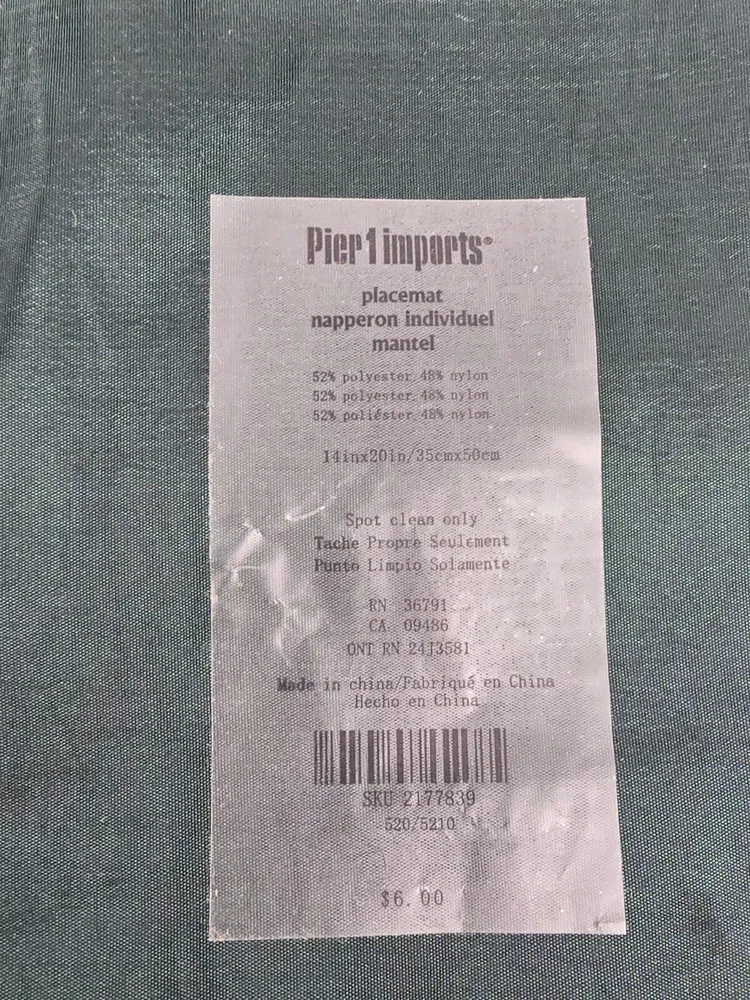 Pier 1 imports®
placemat
napperon individuel
mantel
52% polyester 48% nylon
52% polyester 48% nylon
52% poliéster 48% nylon
14inx20in/35cmx50cm
Spot clean only
Tache Propre Seulement
Punto Limpio Solamente
RN 36791
CA 09486
ONT RN 24J3581
Made in china/Fabriqué en China
Hecho en China
SKU 2177839
520/5210
$6.00